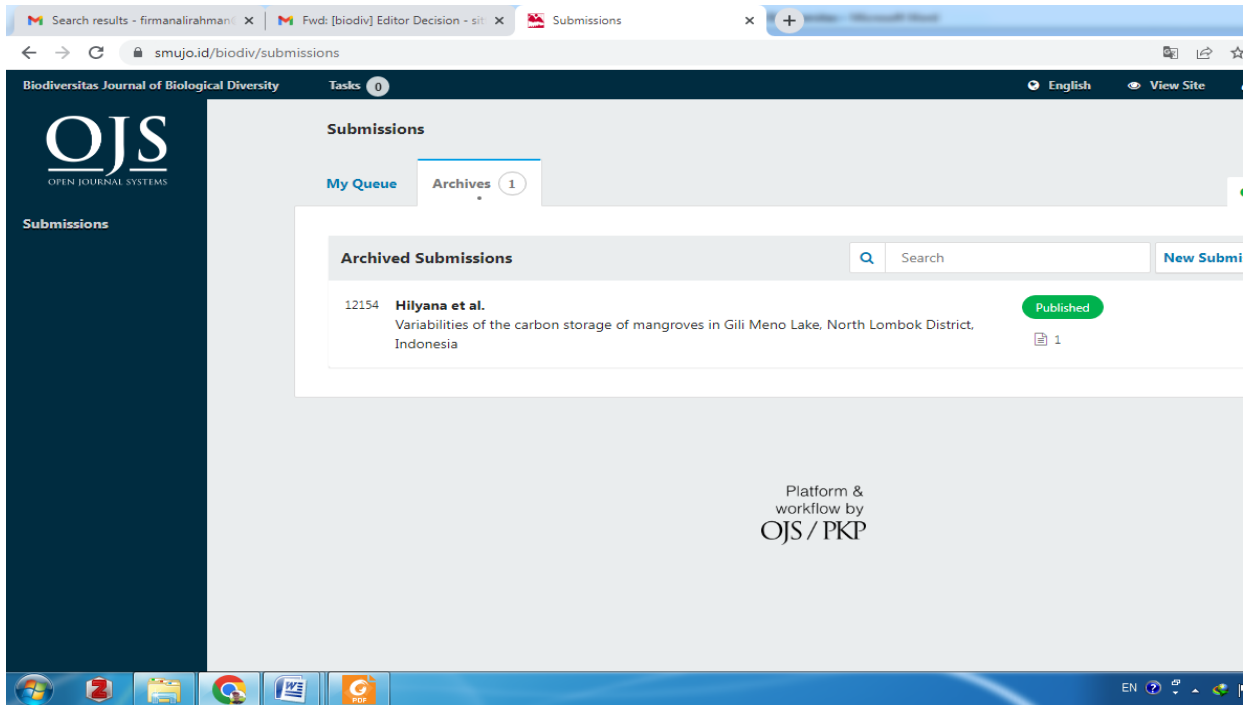 Search results - firmanalirahman
Fwd: [biodiv] Editor Decision - sit
Submissions
smujo.id/biodiv/submissions
Biodiversitas Journal of Biological Diversity
Tasks 0
English
View Site
OJS
OPEN JOURNAL SYSTEMS
Submissions
Submissions
My Queue
Archives 1
Archived Submissions
Search
New Submi
12154 Hilyana et al.
Published
Variabilities of the carbon storage of mangroves in Gili Meno Lake, North Lombok District,
Indonesia
1
Platform &
workflow by
OJS / PKP
PDF
EN